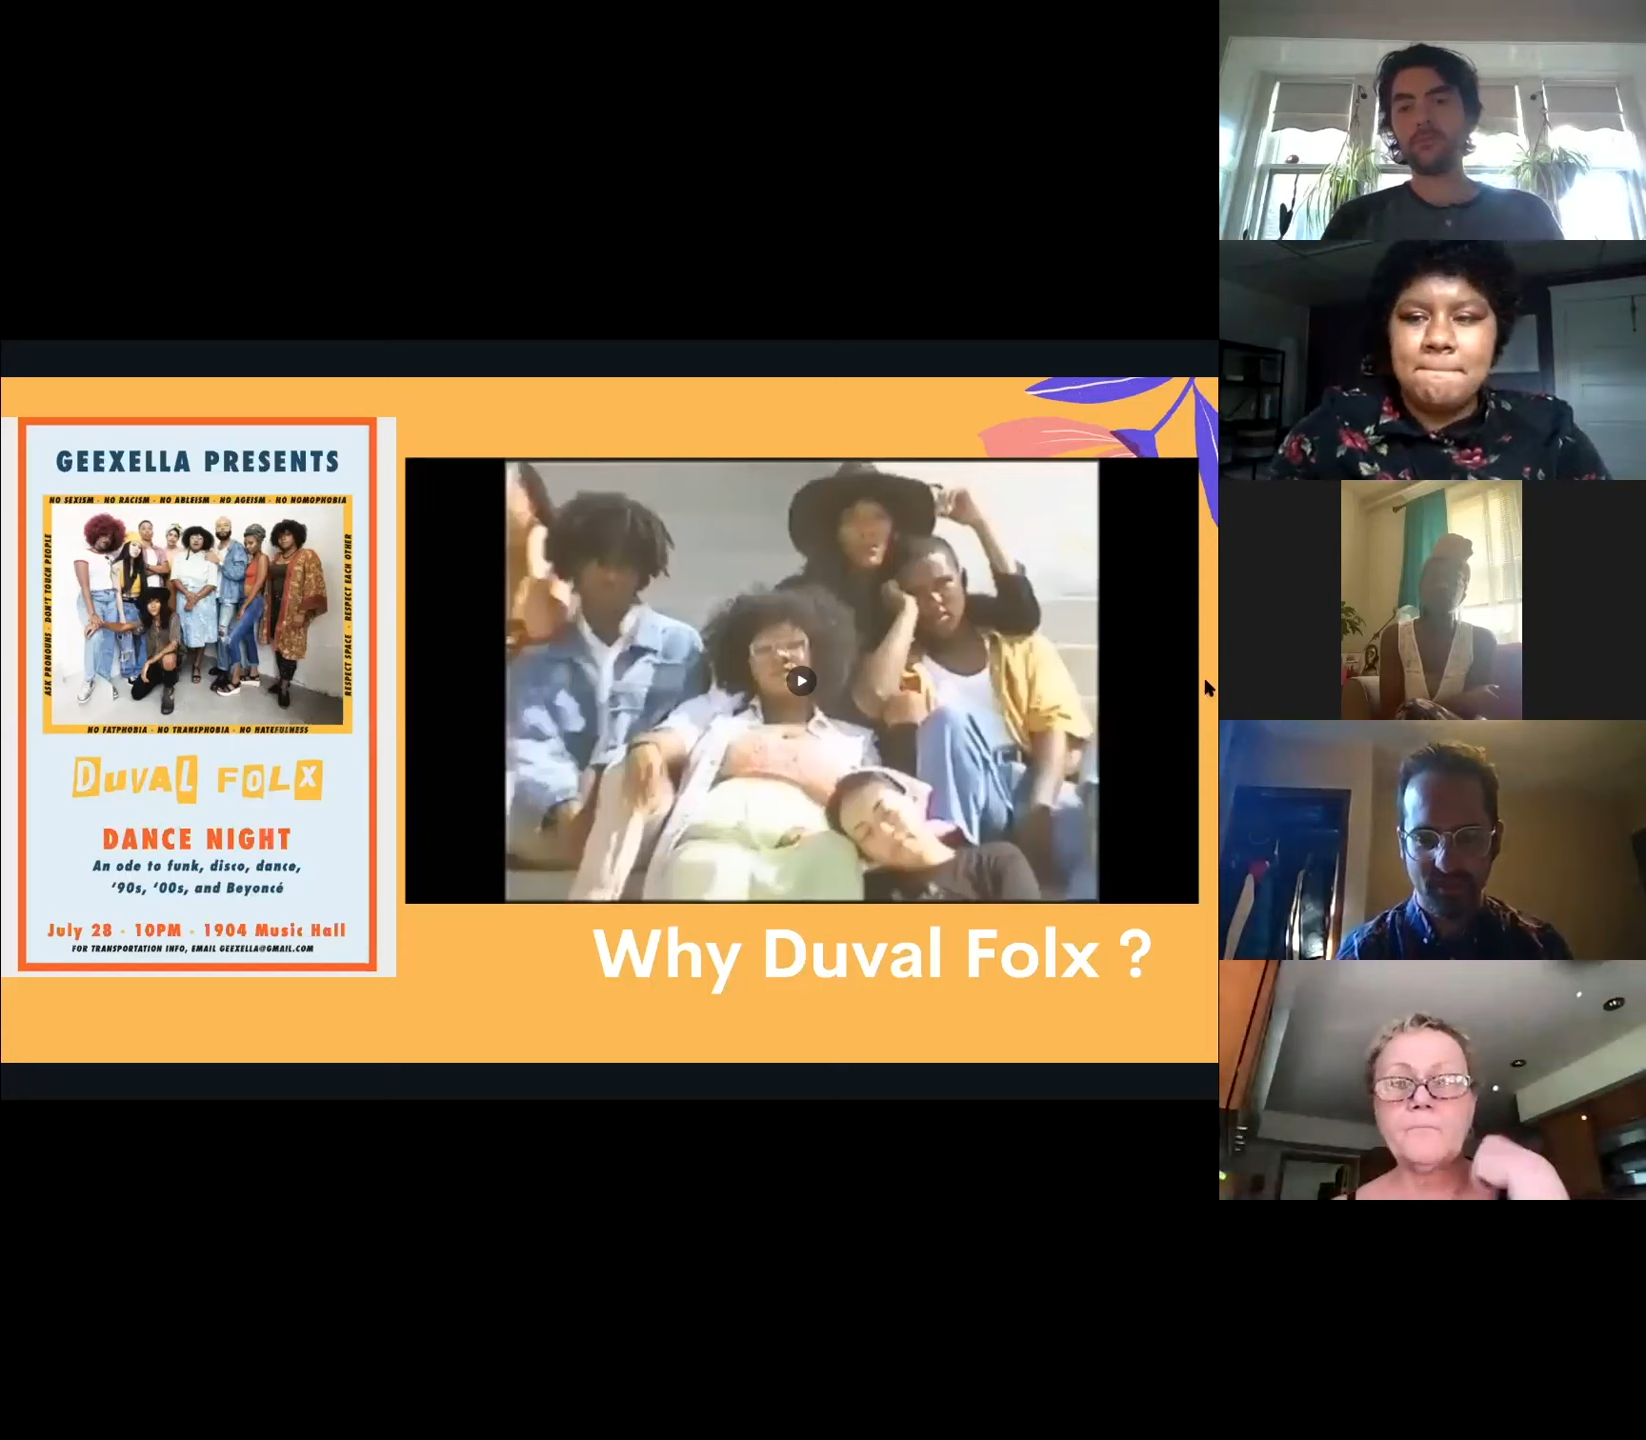 GEEXELLA PRESENTS
NO SEXISM · NO RACISM · NO ABLEISM · NO AGEISM · NO HOMOPHOBIA
ASK PRONOUNS · DON'T TOUCH PEOPLE
RESPECT SPACE · RESPECT EACH OTHER
NO FATPHOBIA · NO TRANSPHOBIA · NO HATEFULNESS
DUVAL FOLX
DANCE NIGHT
An ode to funk, disco, dance,
'90s, '00s, and Beyoncé
July 28 · 10PM · 1904 Music Hall
FOR TRANSPORTATION INFO, EMAIL GEEXELLA@GMAIL.COM
Why Duval Folx ?